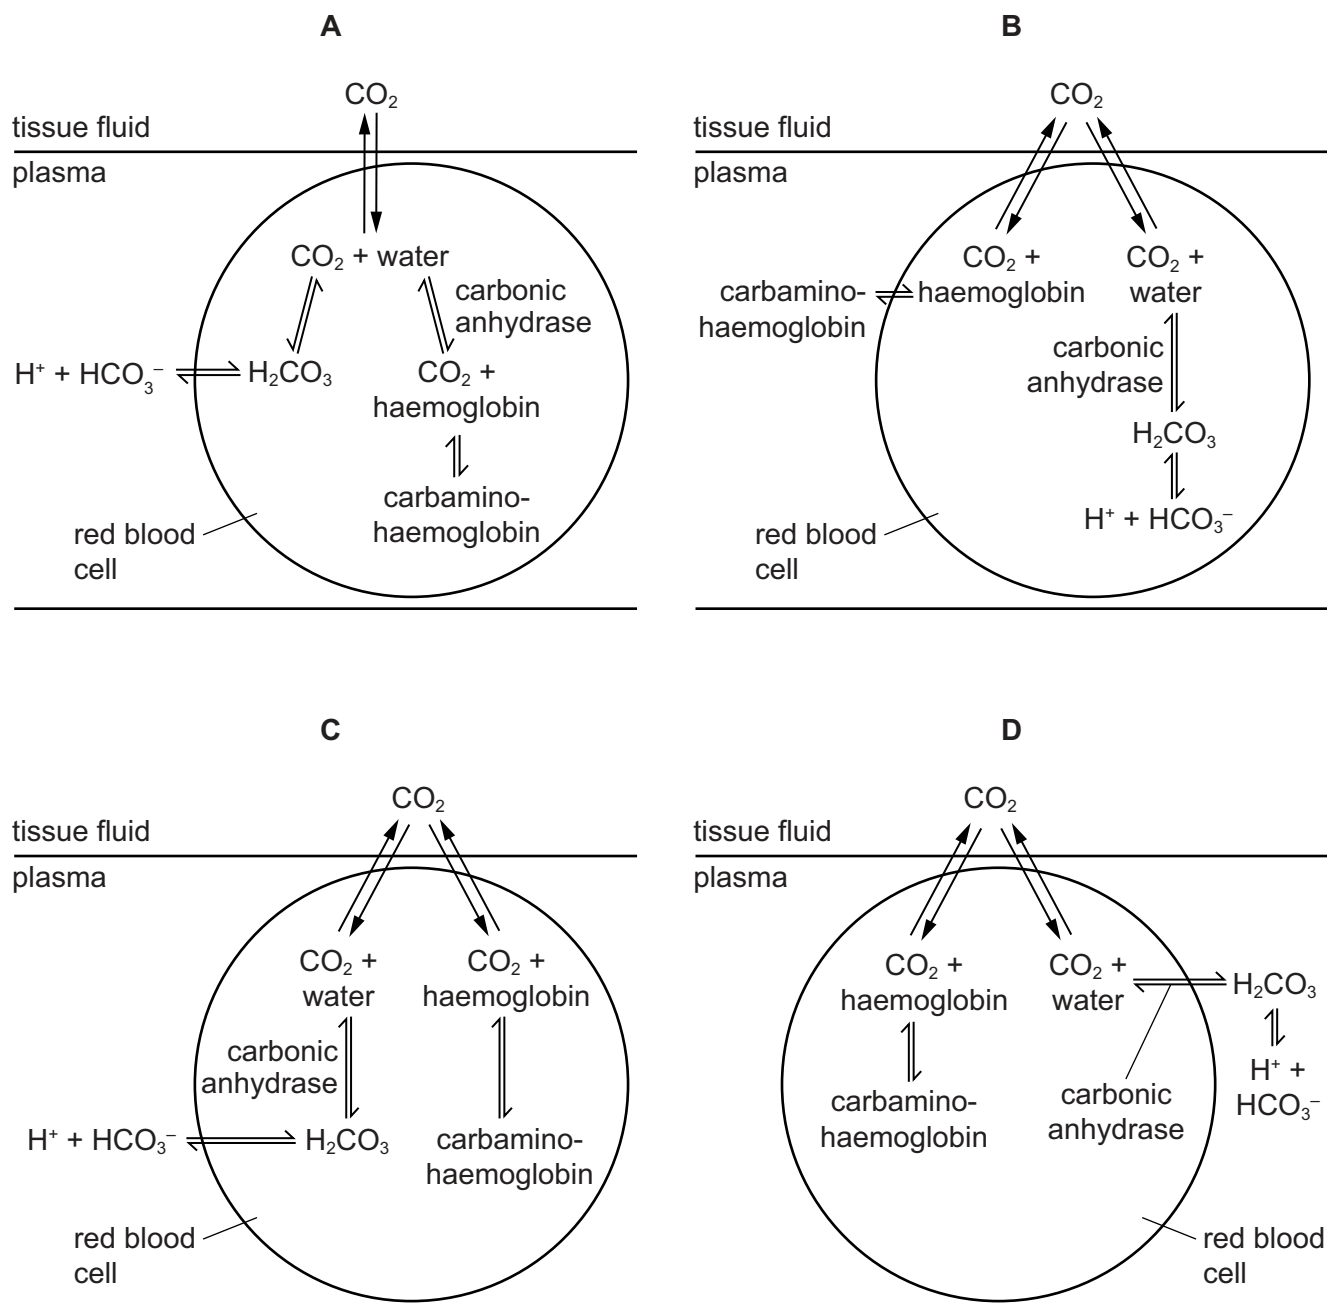 A
CO₂
tissue fluid
plasma
CO₂ + water
carbonic
anhydrase
H⁺ + HCO₃⁻
H₂CO₃
CO₂ +
haemoglobin
carbamino-
haemoglobin
red blood
cell
B
CO₂
tissue fluid
plasma
CO₂ +
haemoglobin
CO₂ +
water
carbamino-
haemoglobin
carbonic
anhydrase
H₂CO₃
H⁺ + HCO₃⁻
red blood
cell
C
CO₂
tissue fluid
plasma
CO₂ +
water
CO₂ +
haemoglobin
carbonic
anhydrase
H⁺ + HCO₃⁻
H₂CO₃
carbamino-
haemoglobin
red blood
cell
D
CO₂
tissue fluid
plasma
CO₂ +
haemoglobin
CO₂ +
water
H₂CO₃
H⁺ +
HCO₃⁻
carbamino-
haemoglobin
carbonic
anhydrase
red blood
cell